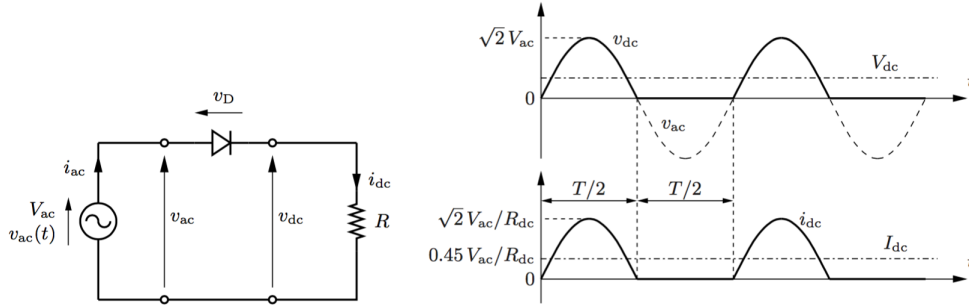 v_D
i_ac
V_ac
v_ac(t)
v_ac
v_dc
i_dc
R
√2 V_ac
v_dc
V_dc
0
v_ac
T/2
T/2
√2 V_ac/R_dc
i_dc
0.45 V_ac/R_dc
I_dc
0